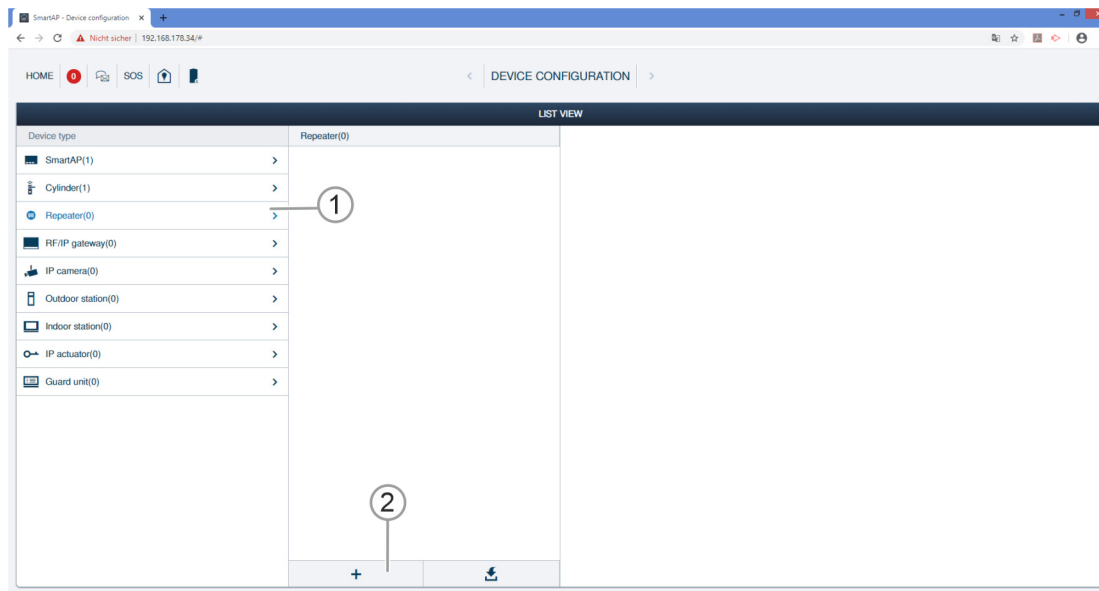 SmartAP - Device configuration
Nicht sicher | 192.168.178.34/#
HOME 0 SOS DEVICE CONFIGURATION
LIST VIEW
Device type Repeater(0)
SmartAP(1)
Cylinder(1)
Repeater(0)
1
RF/IP gateway(0)
IP camera(0)
Outdoor station(0)
Indoor station(0)
IP actuator(0)
Guard unit(0)
2
+